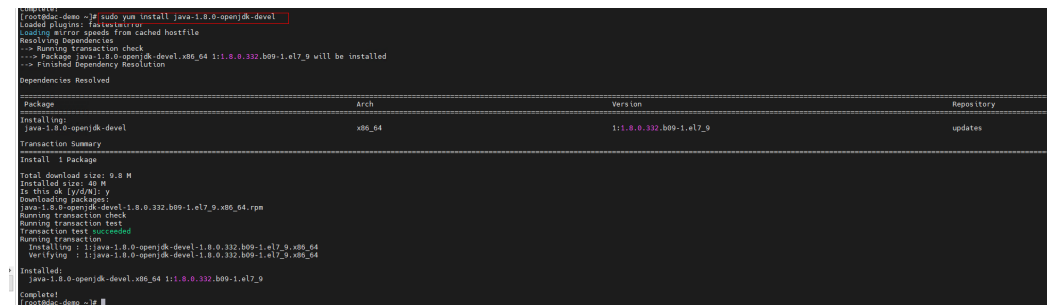 Complete!
[root@dac-demo ~]# sudo yum install java-1.8.0-openjdk-devel
Loaded plugins: fastestmirror
Loading mirror speeds from cached hostfile
Resolving Dependencies
--> Running transaction check
---> Package java-1.8.0-openjdk-devel.x86_64 1:1.8.0.332.b09-1.el7_9 will be installed
--> Finished Dependency Resolution
Dependencies Resolved
Package Arch Version Repository
Installing:
java-1.8.0-openjdk-devel x86_64 1:1.8.0.332.b09-1.el7_9 updates
Transaction Summary
Install 1 Package
Total download size: 9.8 M
Installed size: 40 M
Is this ok [y/d/N]: y
Downloading packages:
java-1.8.0-openjdk-devel-1.8.0.332.b09-1.el7_9.x86_64.rpm
Running transaction check
Running transaction test
Transaction test succeeded
Running transaction
Installing : 1:java-1.8.0-openjdk-devel-1.8.0.332.b09-1.el7_9.x86_64
Verifying : 1:java-1.8.0-openjdk-devel-1.8.0.332.b09-1.el7_9.x86_64
Installed:
java-1.8.0-openjdk-devel.x86_64 1:1.8.0.332.b09-1.el7_9
Complete!
[root@dac-demo ~]#